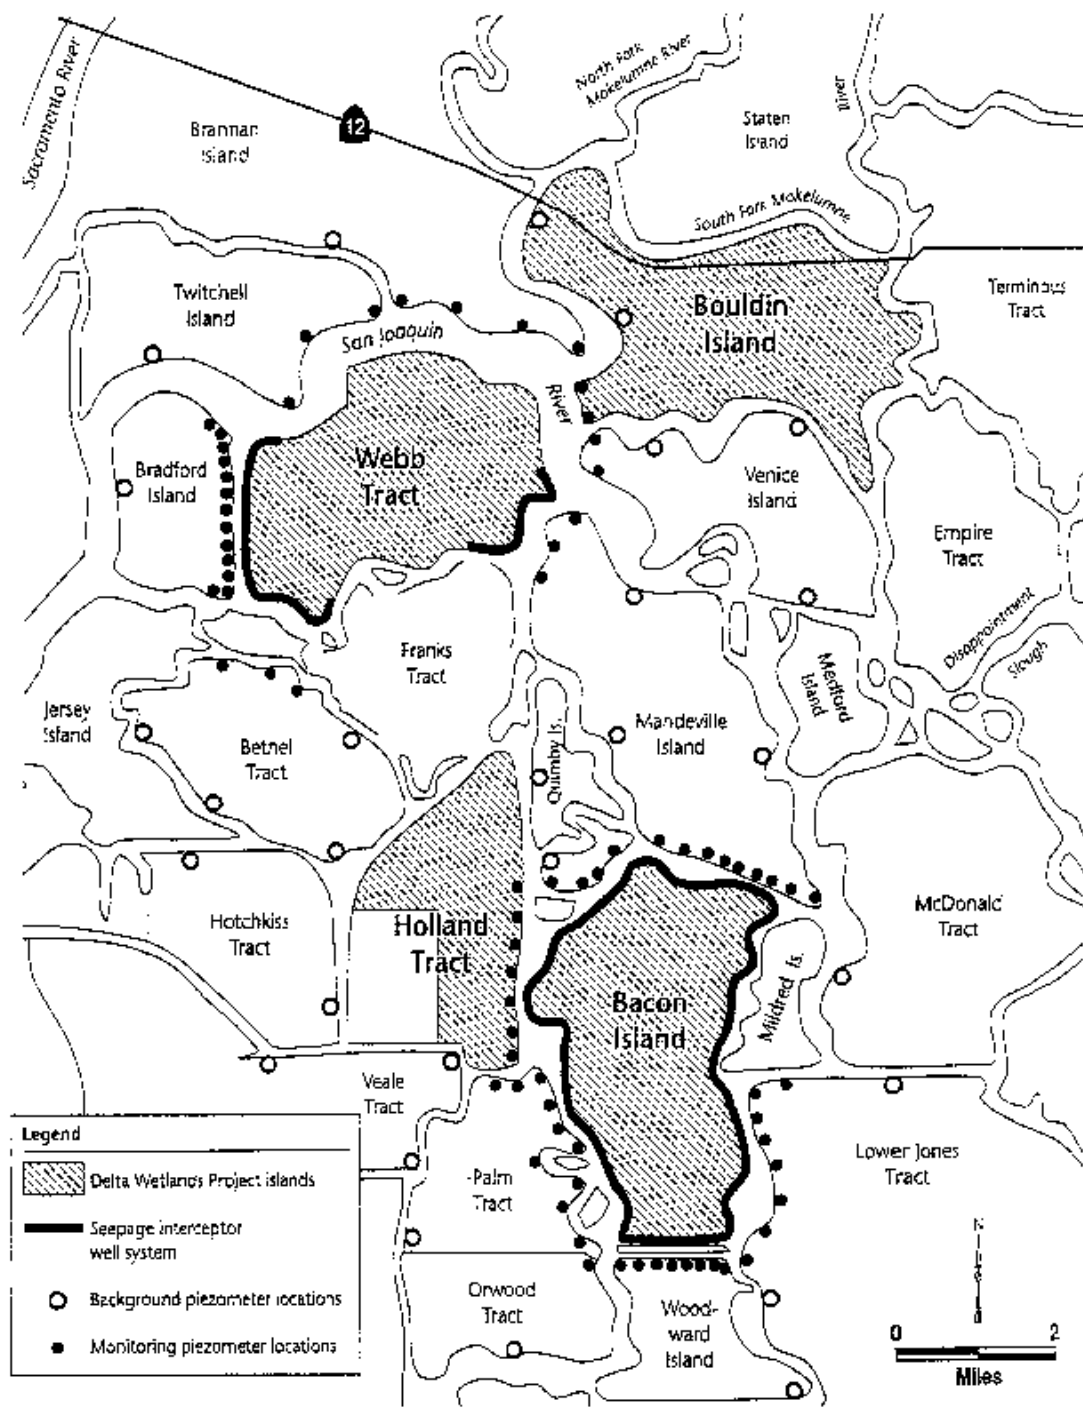 North Fork
Mokelumne River
Sacramento River
12
Brannan
Island
Staten
Island
River
South Fork Mokelumne
Twitchell
Island
San Joaquin
Bouldin
Island
Terminous
Tract
River
Webb
Tract
Bradford
Island
Venice
Island
Empire
Tract
Disappointment
Slough
Franks
Tract
Medford
Island
Jersey
Island
Bethel
Tract
Quimby Is.
Mandeville
Island
Hotchkiss
Tract
Holland
Tract
McDonald
Tract
Mildred Is.
Bacon
Island
Veale
Tract
Lower Jones
Tract
Palm
Tract
Orwood
Tract
Wood-
ward
Island
Legend
Delta Wetlands Project islands
Seepage interceptor
well system
Background piezometer locations
Monitoring piezometer locations
N
0 2
Miles